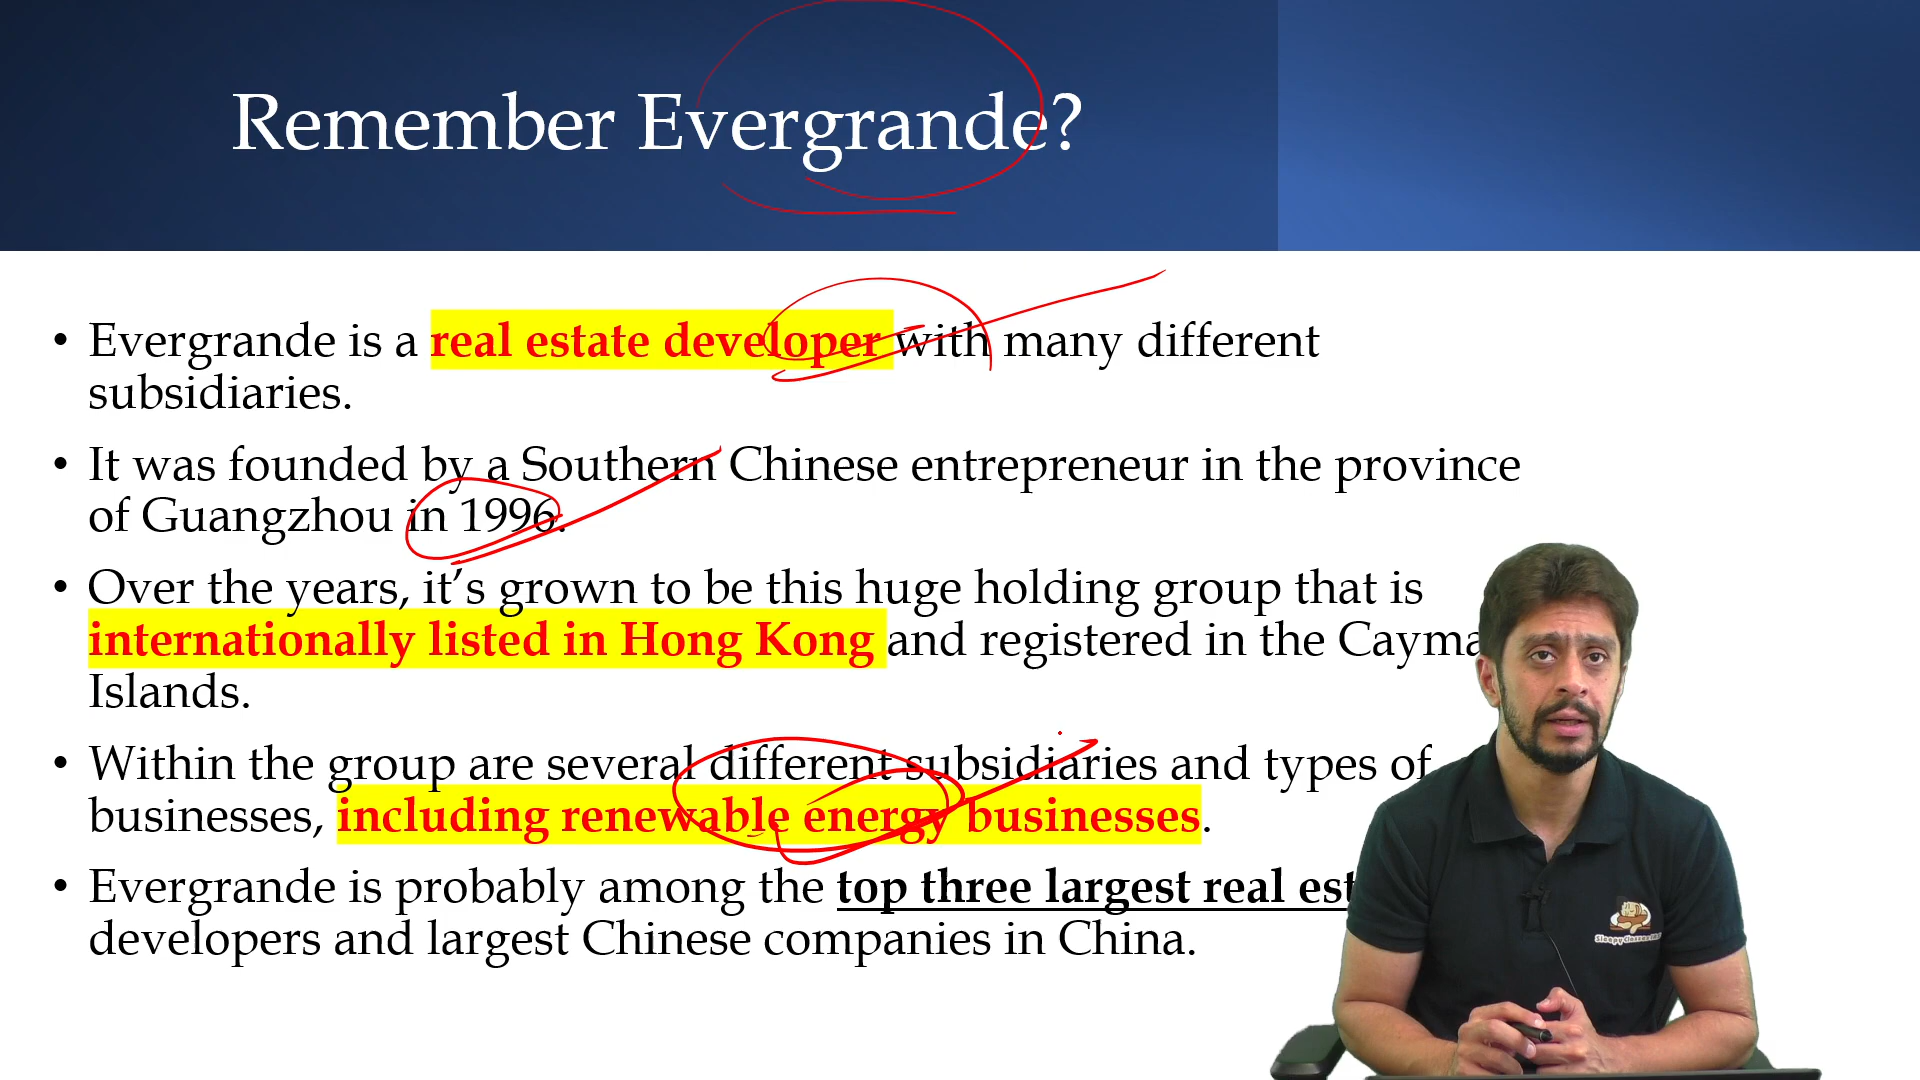 Remember Evergrande?
• Evergrande is a real estate developer with many different
subsidiaries.
• It was founded by a Southern Chinese entrepreneur in the province
of Guangzhou in 1996.
• Over the years, it’s grown to be this huge holding group that is
internationally listed in Hong Kong and registered in the Cayma
Islands.
• Within the group are several different subsidiaries and types of
businesses, including renewable energy businesses.
• Evergrande is probably among the top three largest real est
developers and largest Chinese companies in China.